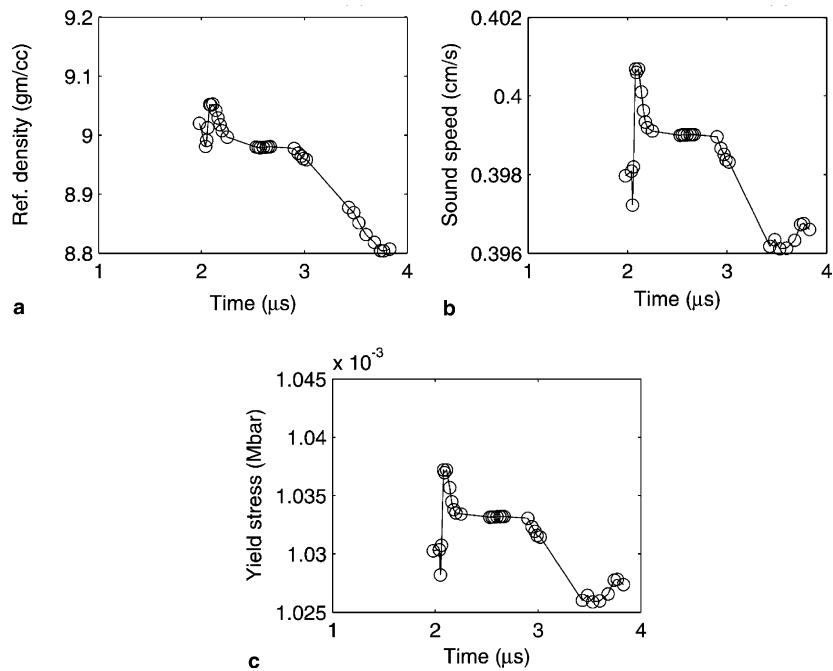 9.2
9.1
9
8.9
8.8
1
2
3
4
Ref. density (gm/cc)
Time (μs)
a
0.402
0.4
0.398
0.396
1
2
3
4
Sound speed (cm/s)
Time (μs)
b
x 10⁻³
1.045
1.04
1.035
1.03
1.025
1
2
3
4
Yield stress (Mbar)
Time (μs)
c